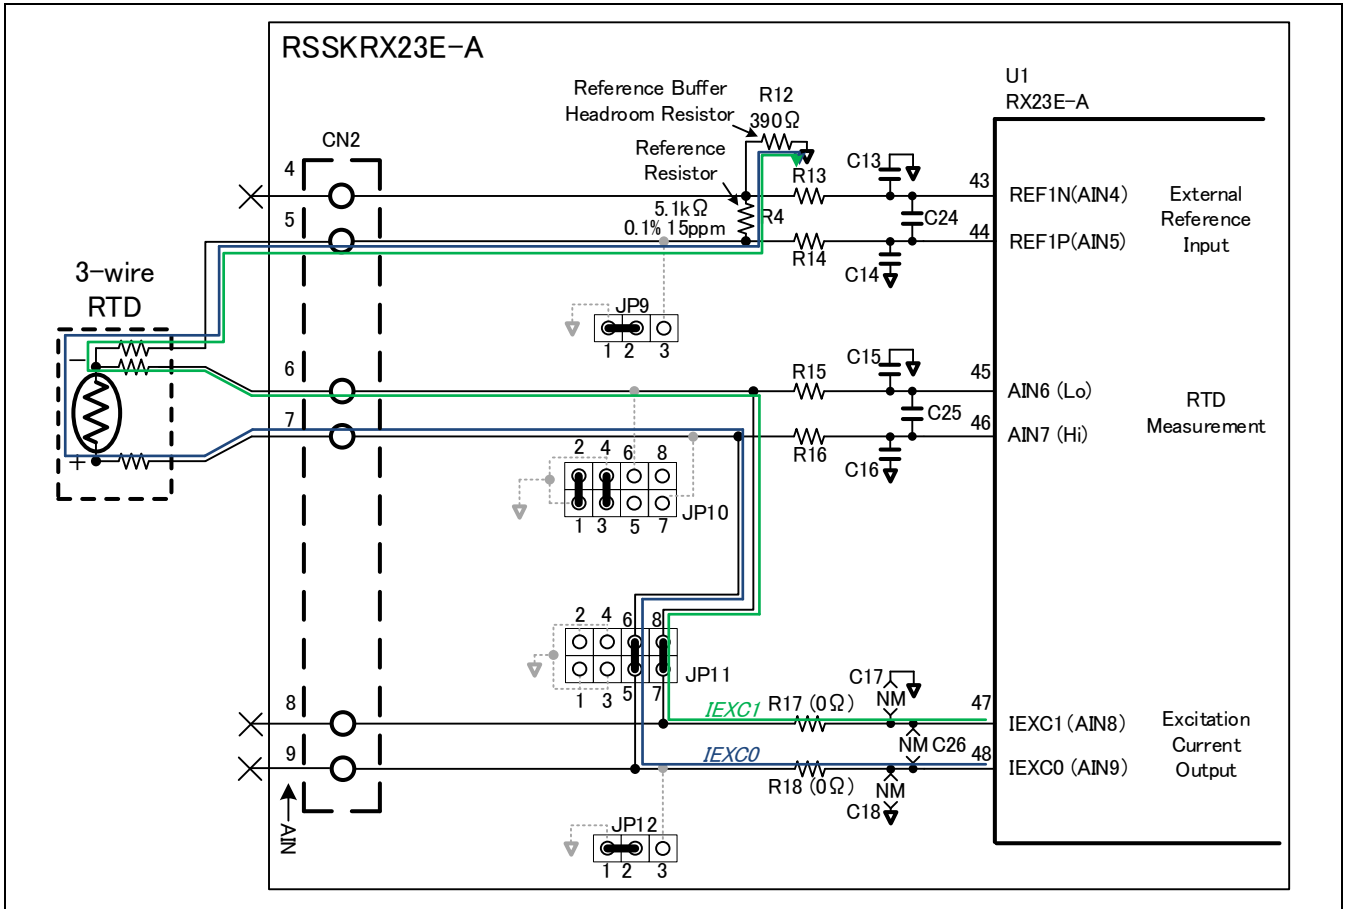 RSSKRX23E-A
U1
RX23E-A
Reference Buffer
Headroom Resistor
R12
390Ω
Reference
Resistor
5.1kΩ
0.1% 15ppm
R4
CN2
4
5
R13
C13
43
REF1N(AIN4)
External
Reference
Input
C24
44
REF1P(AIN5)
R14
C14
3-wire
RTD
−
+
JP9
1 2 3
6
7
R15
C15
45
AIN6 (Lo)
RTD
Measurement
C25
46
AIN7 (Hi)
R16
C16
2 4 6 8
JP10
1 3 5 7
2 4 6 8
JP11
1 3 5 7
8
9
IEXC1
R17 (0Ω)
C17
NM
47
IEXC1 (AIN8)
Excitation
Current
Output
NM C26
IEXC0
48
IEXC0 (AIN9)
R18 (0Ω)
NM
C18
AIN
JP12
1 2 3